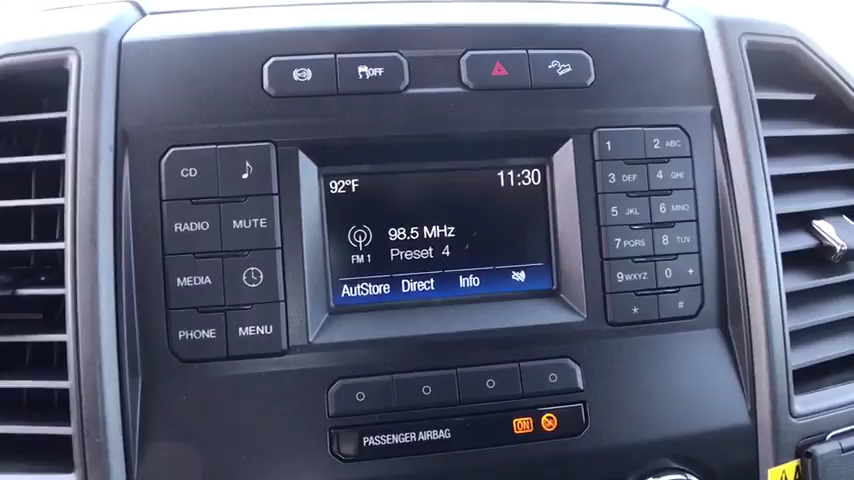 OFF
CD
RADIO MUTE
MEDIA
PHONE MENU
92°F 11:30
98.5 MHz
FM 1 Preset 4
AutStore Direct Info
1 2 ABC
3 DEF 4 GHI
5 JKL 6 MNO
7 PQRS 8 TUV
9 WXYZ 0 +
* #
PASSENGER AIRBAG ON